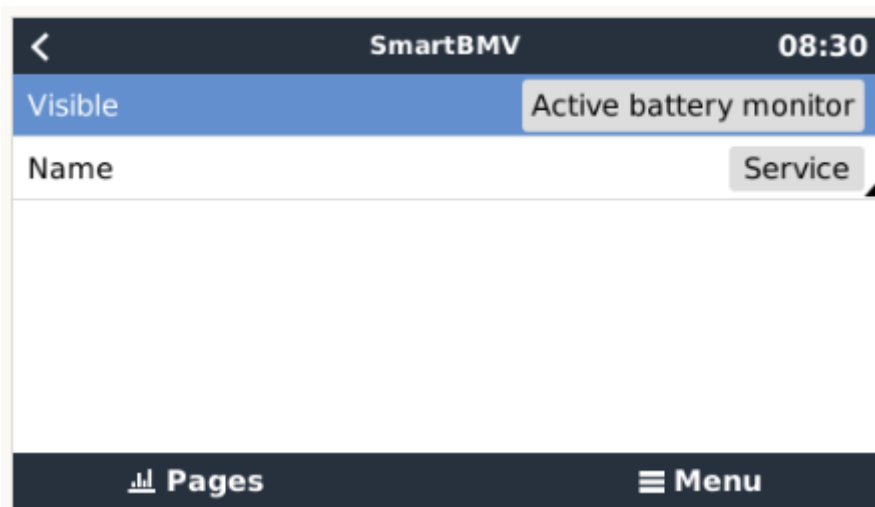 SmartBMV 08:30
Visible Active battery monitor
Name Service
Pages Menu